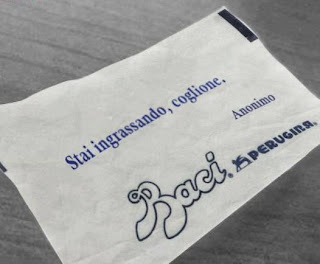 Stai ingrassando, coglione.
Anonimo
Baci® PERUGINA®